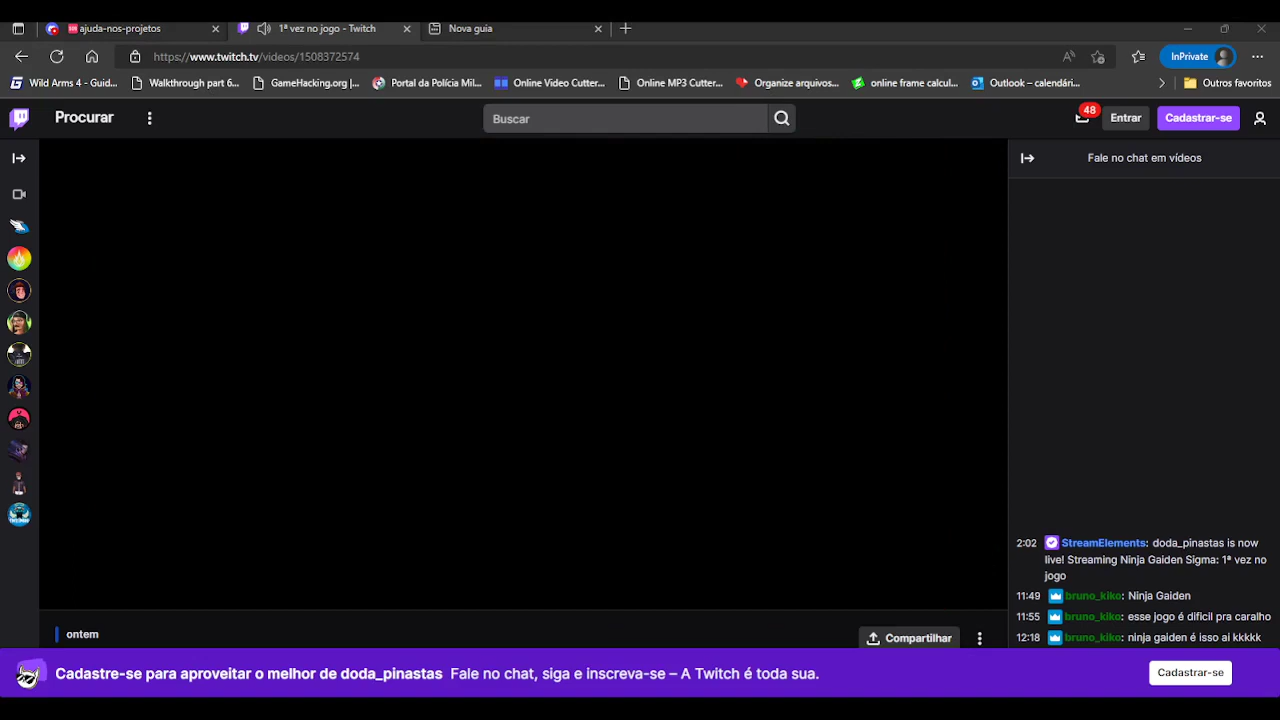 ajuda-nos-projetos
1ª vez no jogo - Twitch
Nova guia
https://www.twitch.tv/videos/1508372574
InPrivate
Wild Arms 4 - Guid...
Walkthrough part 6...
GameHacking.org |...
Portal da Polícia Mil...
Online Video Cutter...
Online MP3 Cutter...
Organize arquivos...
online frame calcul...
Outlook – calendári...
Outros favoritos
Procurar
Buscar
48
Entrar
Cadastrar-se
Fale no chat em vídeos
2:02 StreamElements: doda_pinastas is now
live! Streaming Ninja Gaiden Sigma: 1ª vez no
jogo
11:49 bruno_kiko: Ninja Gaiden
11:55 bruno_kiko: esse jogo é dificil pra caralho
12:18 bruno_kiko: ninja gaiden é isso ai kkkkk
ontem
Compartilhar
Cadastre-se para aproveitar o melhor de doda_pinastas Fale no chat, siga e inscreva-se – A Twitch é toda sua.
Cadastrar-se